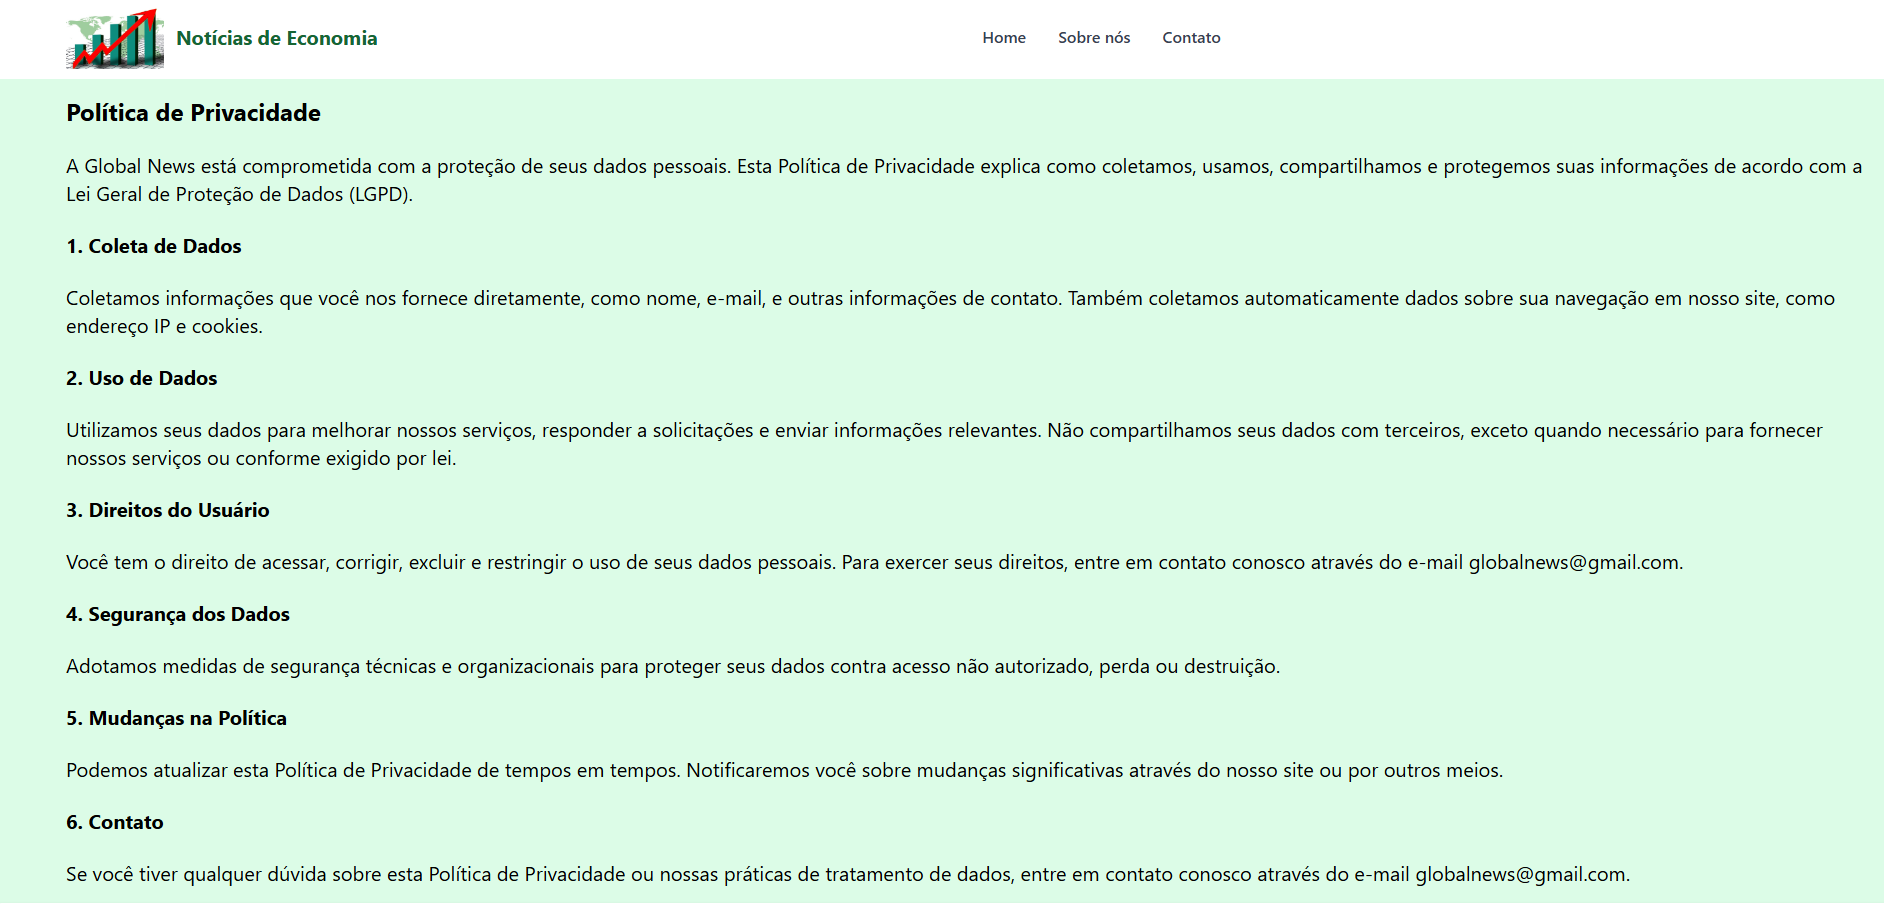 Notícias de Economia
Home
Sobre nós
Contato
Política de Privacidade
A Global News está comprometida com a proteção de seus dados pessoais. Esta Política de Privacidade explica como coletamos, usamos, compartilhamos e protegemos suas informações de acordo com a
Lei Geral de Proteção de Dados (LGPD).
1. Coleta de Dados
Coletamos informações que você nos fornece diretamente, como nome, e-mail, e outras informações de contato. Também coletamos automaticamente dados sobre sua navegação em nosso site, como
endereço IP e cookies.
2. Uso de Dados
Utilizamos seus dados para melhorar nossos serviços, responder a solicitações e enviar informações relevantes. Não compartilhamos seus dados com terceiros, exceto quando necessário para fornecer
nossos serviços ou conforme exigido por lei.
3. Direitos do Usuário
Você tem o direito de acessar, corrigir, excluir e restringir o uso de seus dados pessoais. Para exercer seus direitos, entre em contato conosco através do e-mail globalnews@gmail.com.
4. Segurança dos Dados
Adotamos medidas de segurança técnicas e organizacionais para proteger seus dados contra acesso não autorizado, perda ou destruição.
5. Mudanças na Política
Podemos atualizar esta Política de Privacidade de tempos em tempos. Notificaremos você sobre mudanças significativas através do nosso site ou por outros meios.
6. Contato
Se você tiver qualquer dúvida sobre esta Política de Privacidade ou nossas práticas de tratamento de dados, entre em contato conosco através do e-mail globalnews@gmail.com.